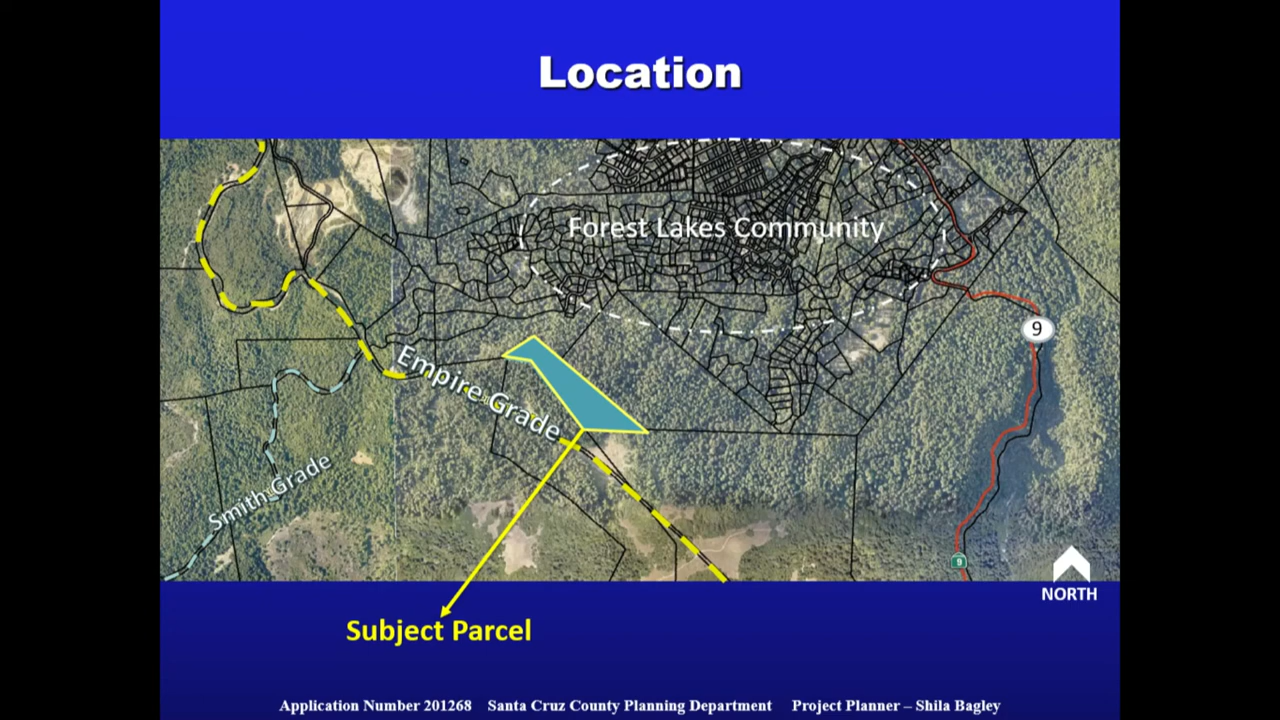 Location
Forest Lakes Community
9
Empire Grade
Smith Grade
9
NORTH
Subject Parcel
Application Number 201268 Santa Cruz County Planning Department Project Planner – Shila Bagley